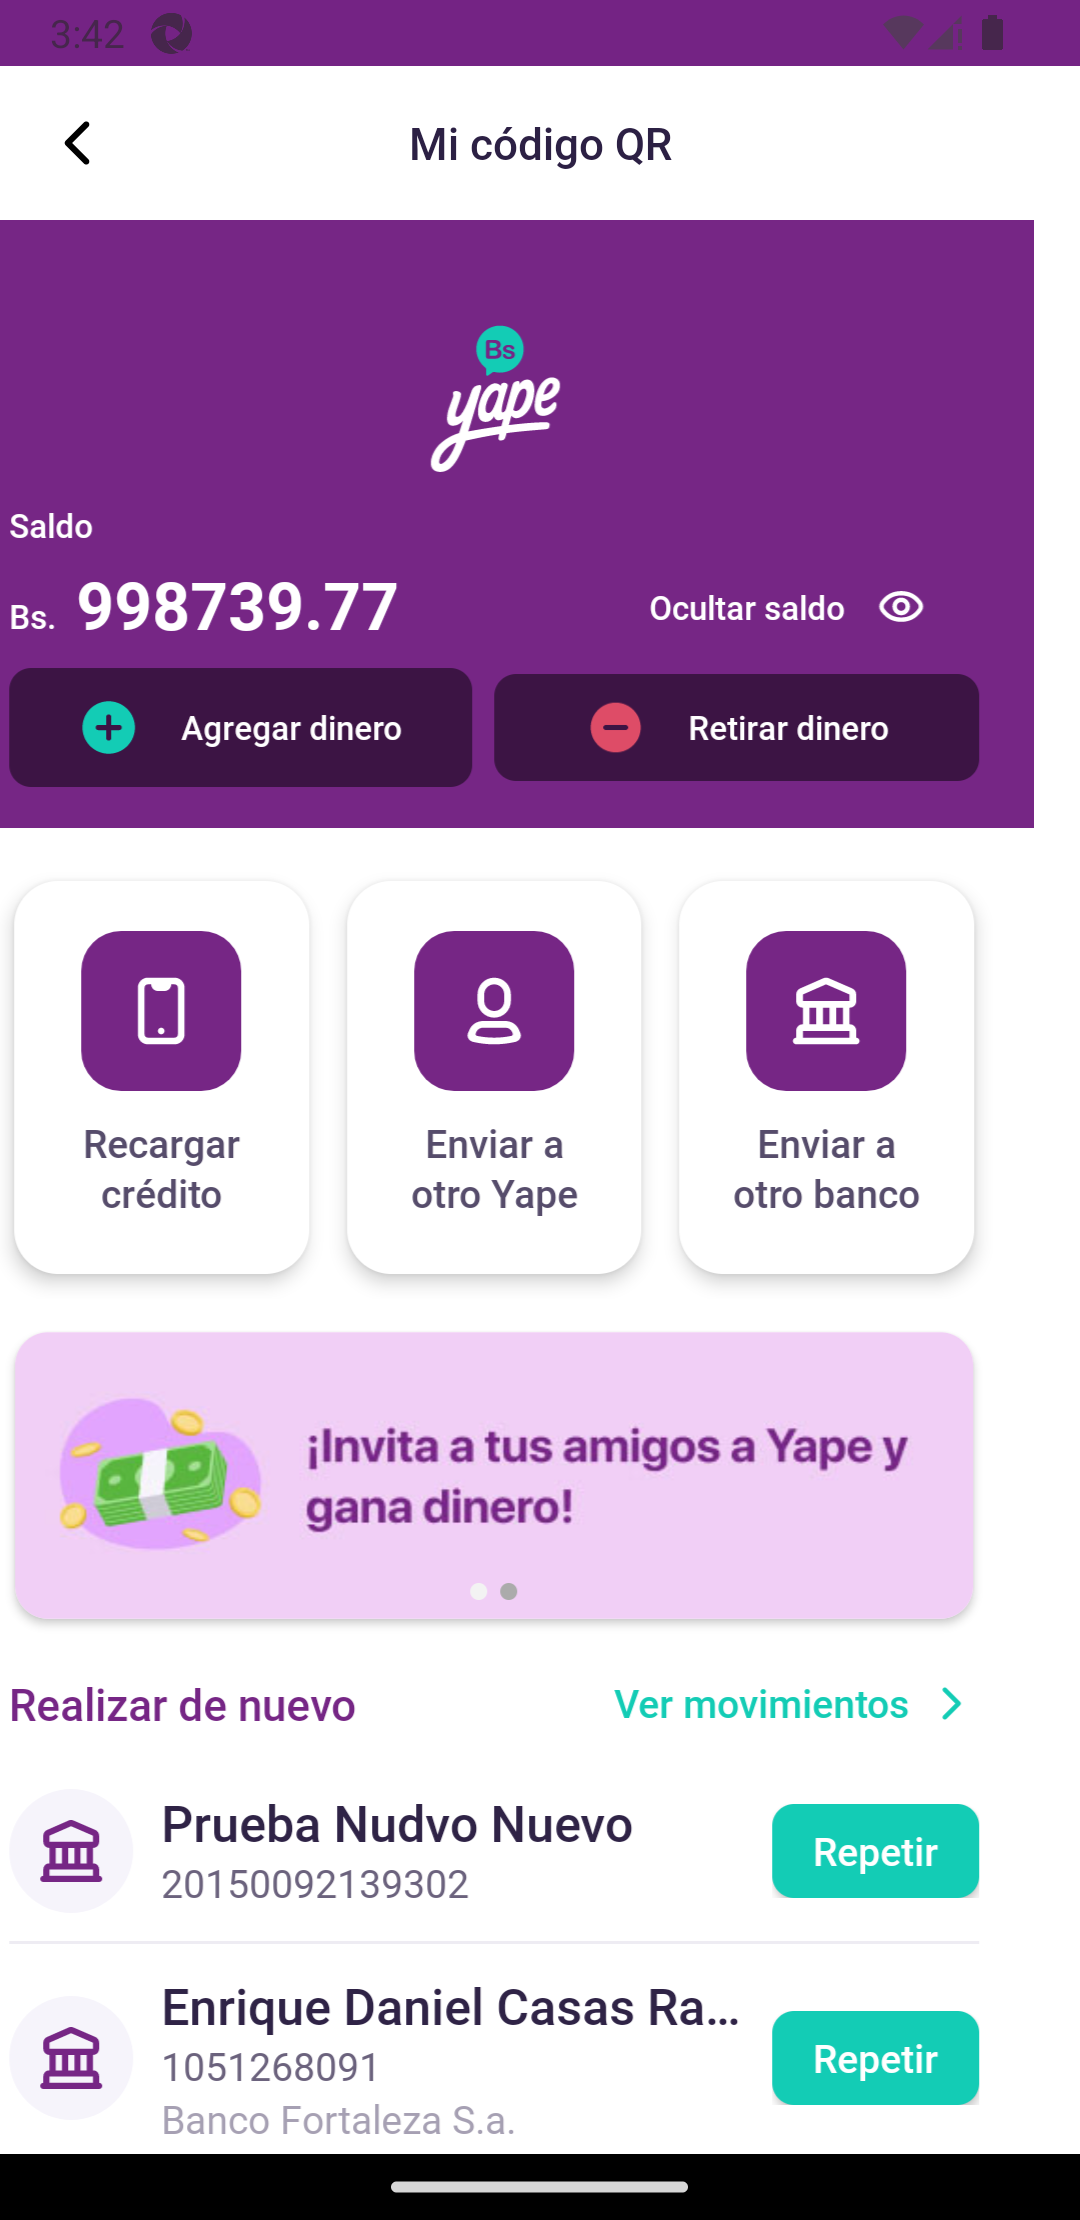 3:42
Mi código QR
Bs
yape
Saldo
Bs. 998739.77
Ocultar saldo
Agregar dinero
Retirar dinero
Recargar
crédito
Enviar a
otro Yape
Enviar a
otro banco
¡Invita a tus amigos a Yape y
gana dinero!
Realizar de nuevo
Ver movimientos
Prueba Nudvo Nuevo
20150092139302
Repetir
Enrique Daniel Casas Ra...
1051268091
Banco Fortaleza S.a.
Repetir